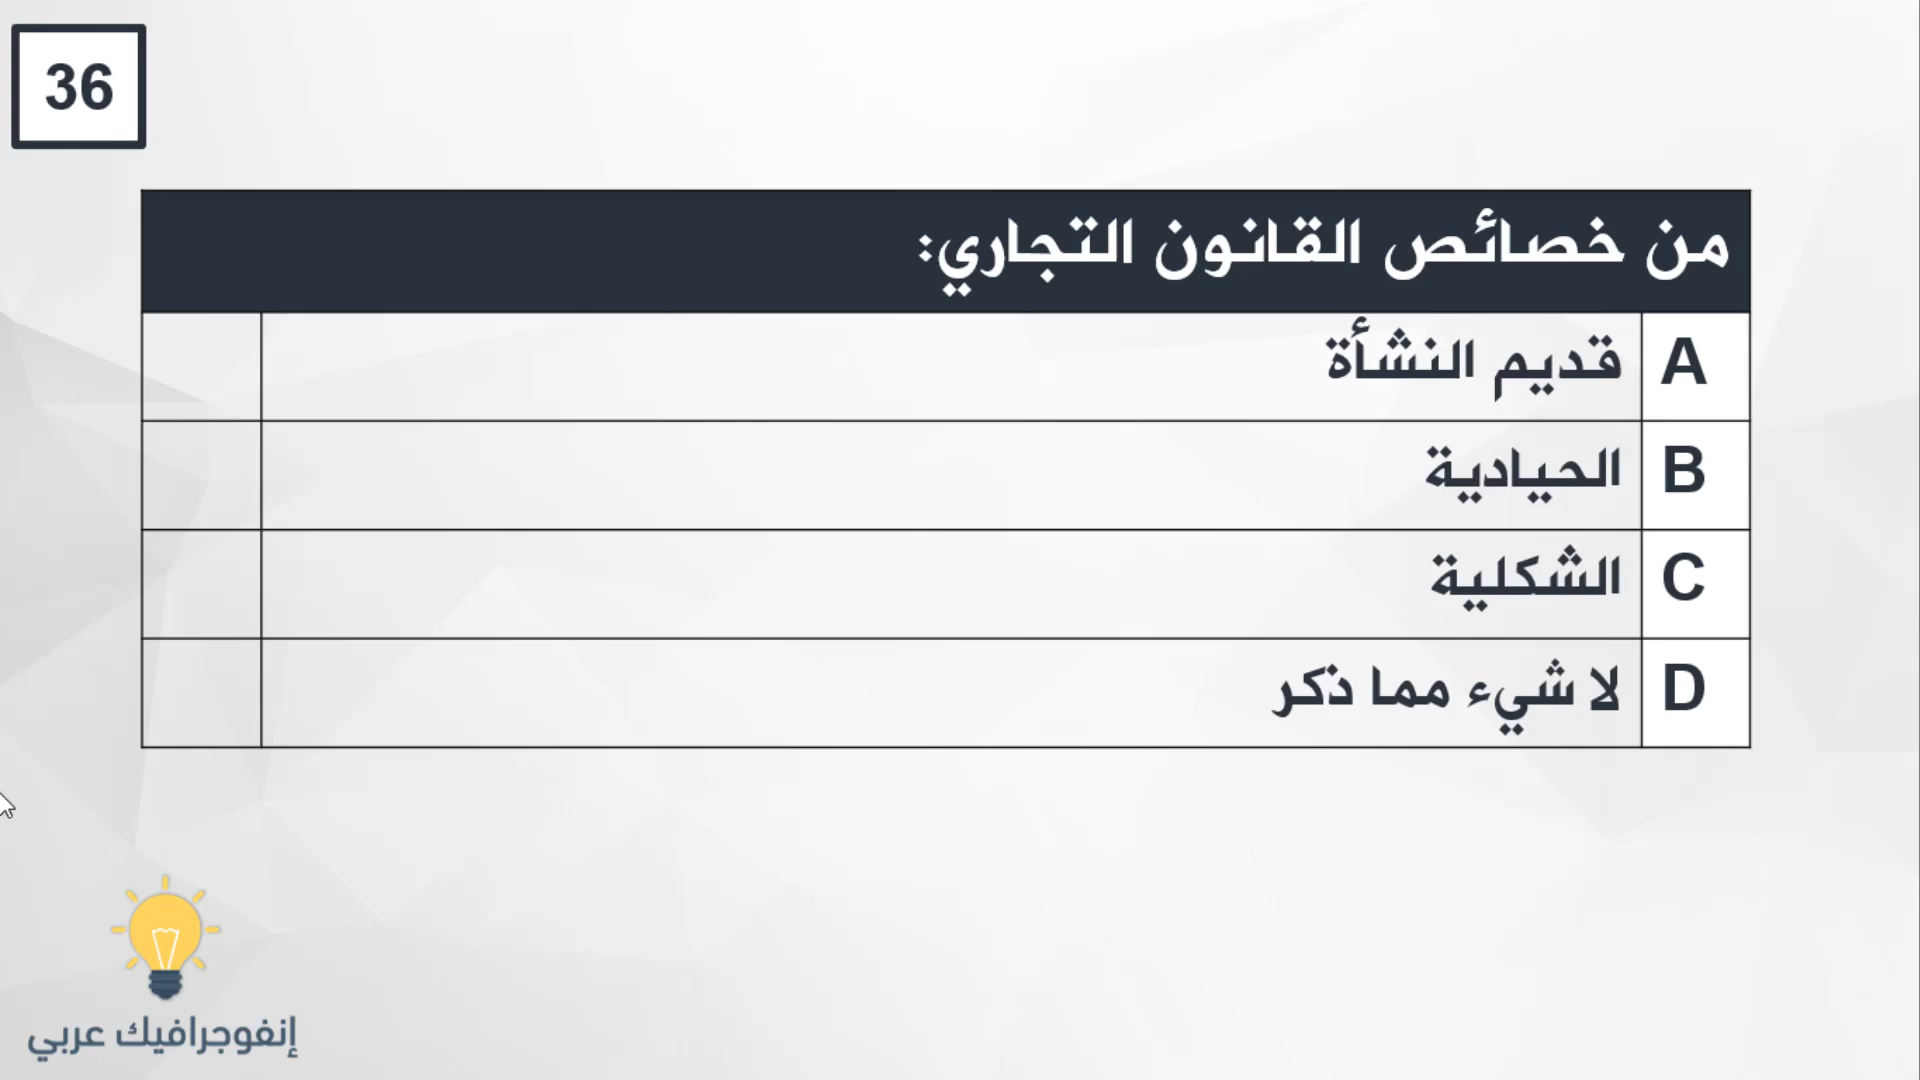 36
من خصائص القانون التجاري:
A قديم النشأة
B الحيادية
C الشكلية
D لا شيء مما ذكر
إنفوجرافيك عربي